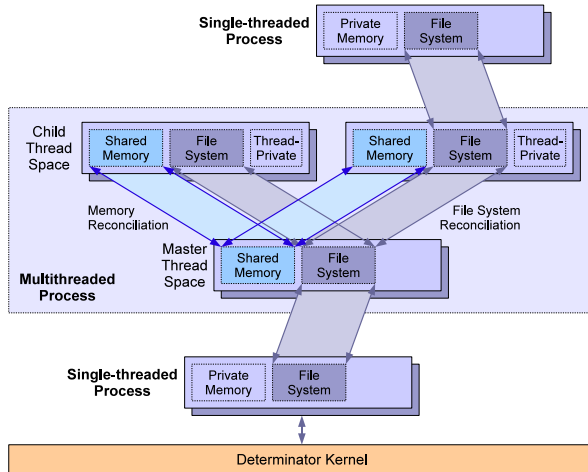 Single-threaded
Process
Private
Memory
File
System
Child
Thread
Space
Shared
Memory
File
System
Thread-
Private
Shared
Memory
File
System
Thread-
Private
Memory
Reconciliation
File System
Reconciliation
Master
Thread
Space
Shared
Memory
File
System
Multithreaded
Process
Single-threaded
Process
Private
Memory
File
System
Determinator Kernel